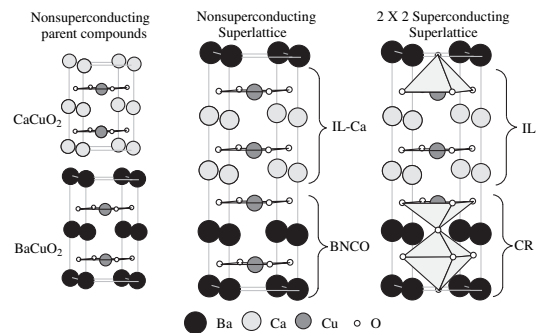 Nonsuperconducting
parent compounds
Nonsuperconducting
Superlattice
2 X 2 Superconducting
Superlattice
CaCuO2
BaCuO2
IL-Ca
BNCO
IL
CR
Ba Ca Cu O